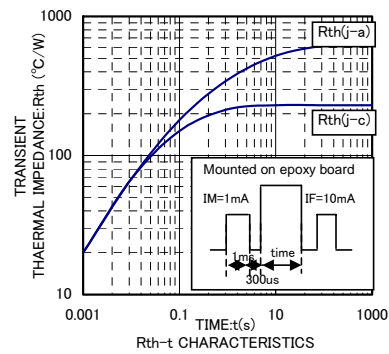 TRANSIENT
THAERMAL IMPEDANCE:Rth (℃/W)
1000
100
10
Rth(j-a)
Rth(j-c)
Mounted on epoxy board
IM=1mA
IF=10mA
1ms
time
300us
0.001
0.1
10
1000
TIME:t(s)
Rth-t CHARACTERISTICS